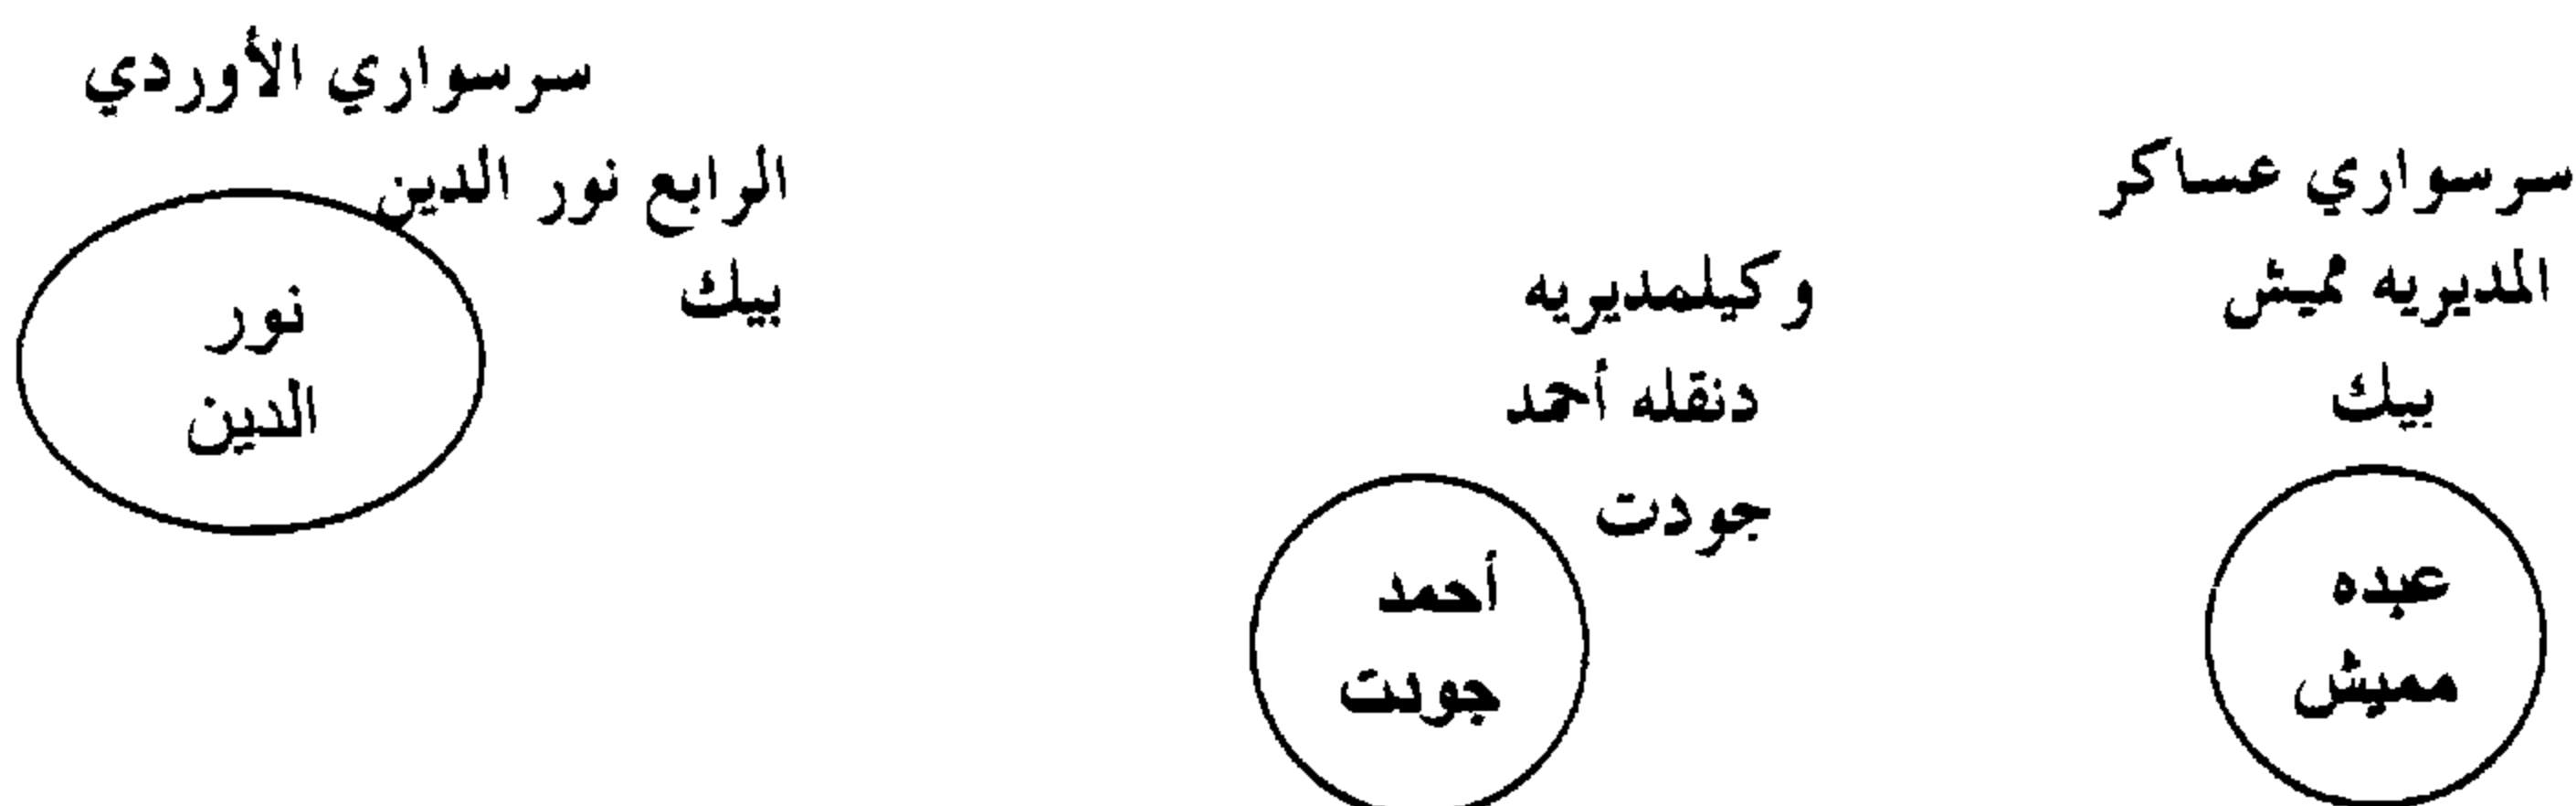 سرسواري عساكر
المديريه مميش
بيك
عبده
مميش
وكيلمديريه
دنقله أحمد
جودت
أحمد
جودت
سرسواري الأوردي
الرابع نور الدين
بيك
نور
الدين